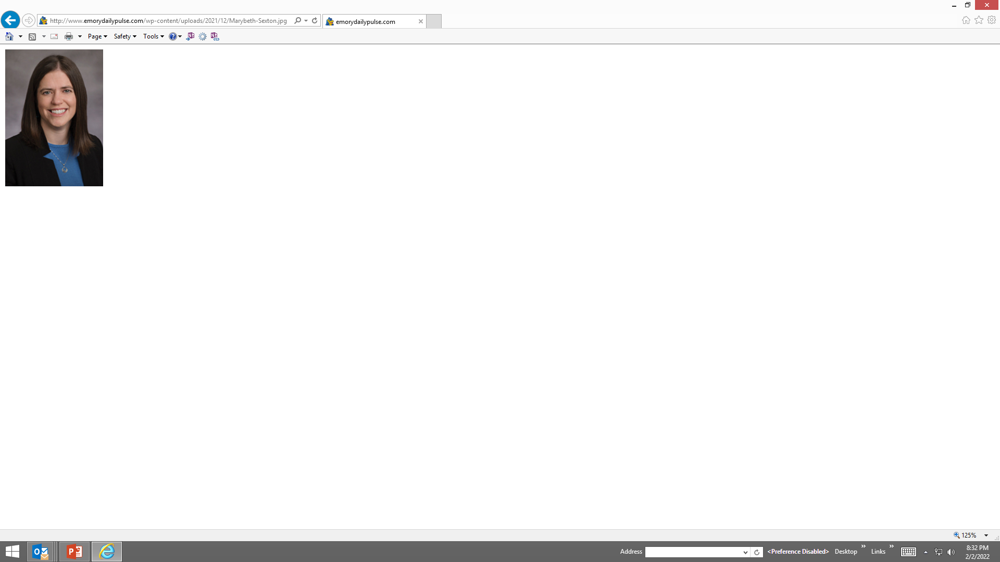 http://www.emorydailypulse.com/wp-content/uploads/2021/12/Marybeth-Sexton.jpg
emorydailypulse.com
Page Safety Tools
125%
Address <Preference Disabled> Desktop » Links »
8:32 PM
2/2/2022